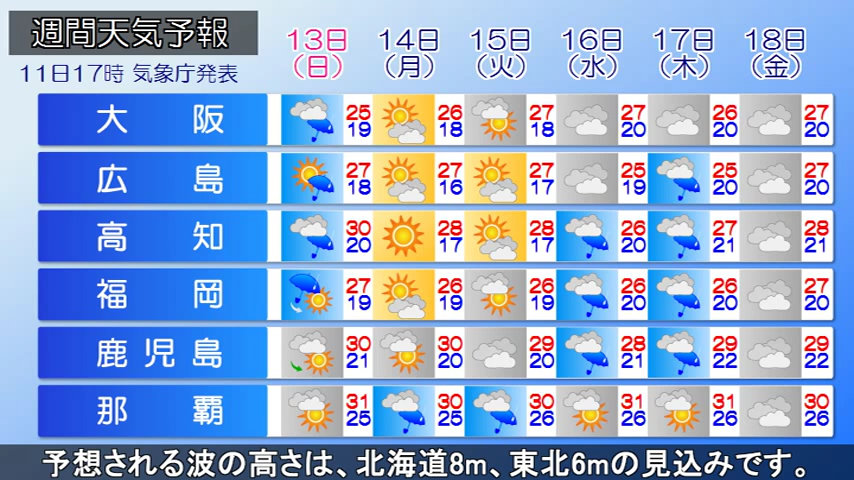 週間天気予報
11日17時 気象庁発表
13日 14日 15日 16日 17日 18日
(日) (月) (火) (水) (木) (金)
大阪 25 19 26 18 27 18 27 20 26 20 27 20
広島 27 18 27 16 27 17 25 19 25 20 27 20
高知 30 20 28 17 28 17 26 20 27 21 28 21
福岡 27 19 26 19 26 19 26 20 26 20 27 20
鹿児島 30 21 30 20 29 20 28 21 29 22 29 22
那覇 31 25 30 25 30 26 31 26 31 26 30 26
予想される波の高さは、北海道8m、東北6mの見込みです。